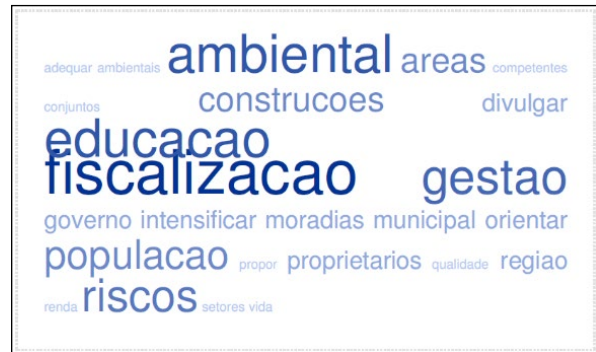 adequar ambientais ambiental areas competentes
conjuntos construcoes divulgar
educacao
fiscalizacao gestao
governo intensificar moradias municipal orientar
populacao propor proprietarios qualidade regiao
renda riscos setores vida